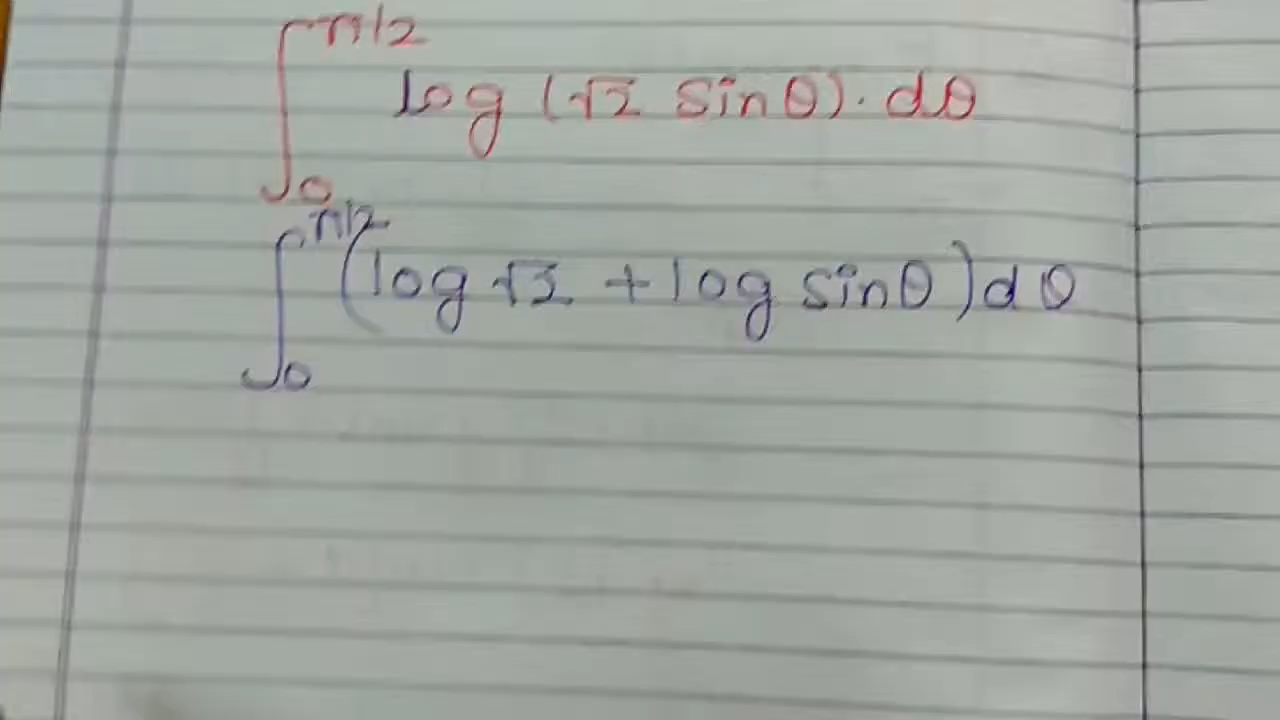 ∫₀^π/2 log (√2 sinθ). dθ
∫₀^π/2 (log √2 + log sinθ) dθ